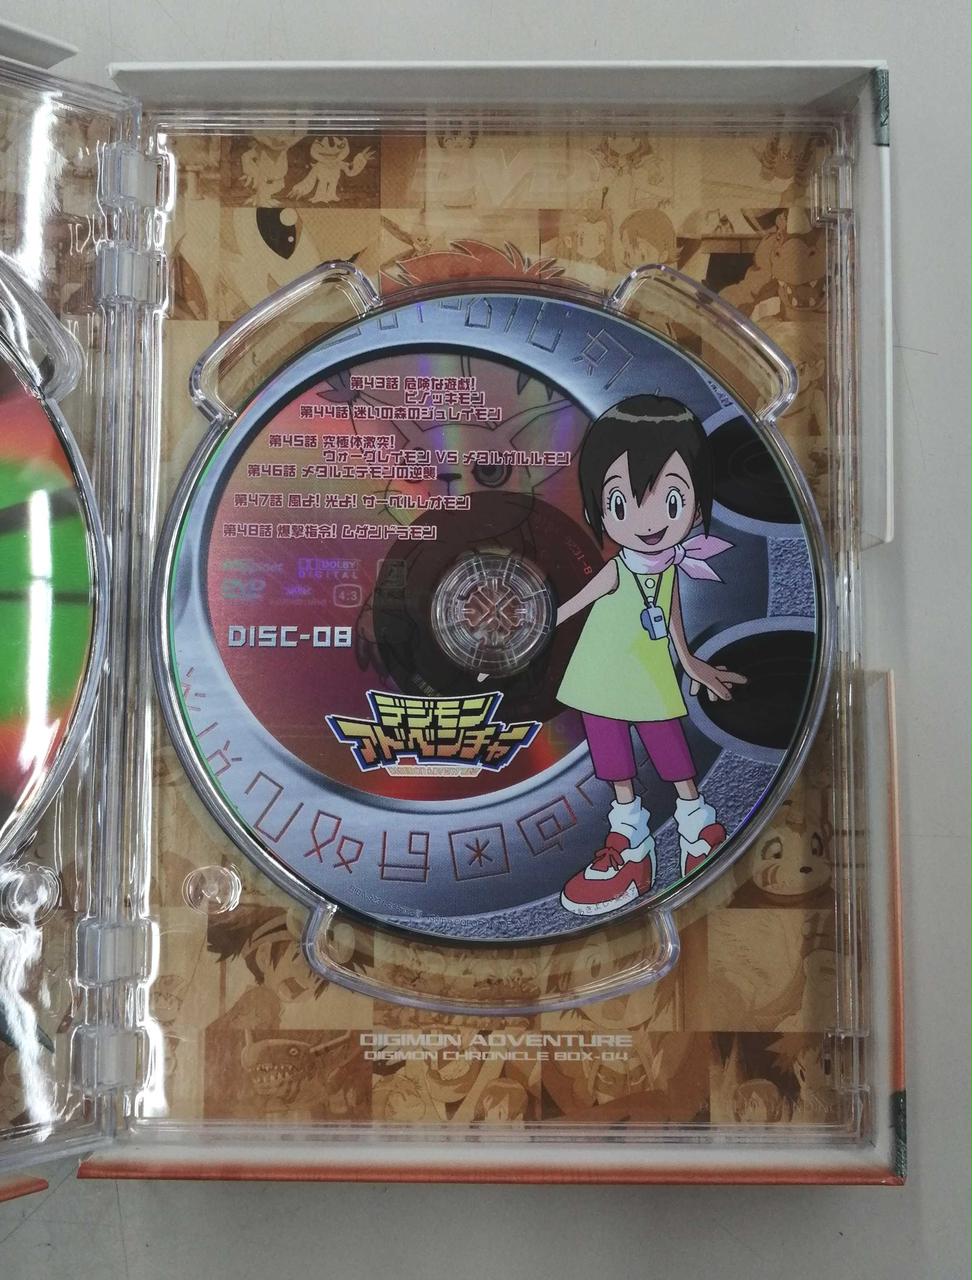 DVD
第43話 危険な遊戯!
ピノッキモン
第44話 迷いの森のジュレイモン
第45話 究極体激突!
ウォーグレイモン VS メタルガルルモン
第46話 メタルエテモンの逆襲
第47話 風よ! 光よ! サーベルレオモン
第48話 爆撃指令! ムゲンドラモン
DOLBY
DIGITAL
2
DVD
4:3
DISC-08
デジモン
アドベンチャー
DIGIMON ADVENTURE
DIGIMON ADVENTURE
DIGIMON CHRONICLE BOX-04